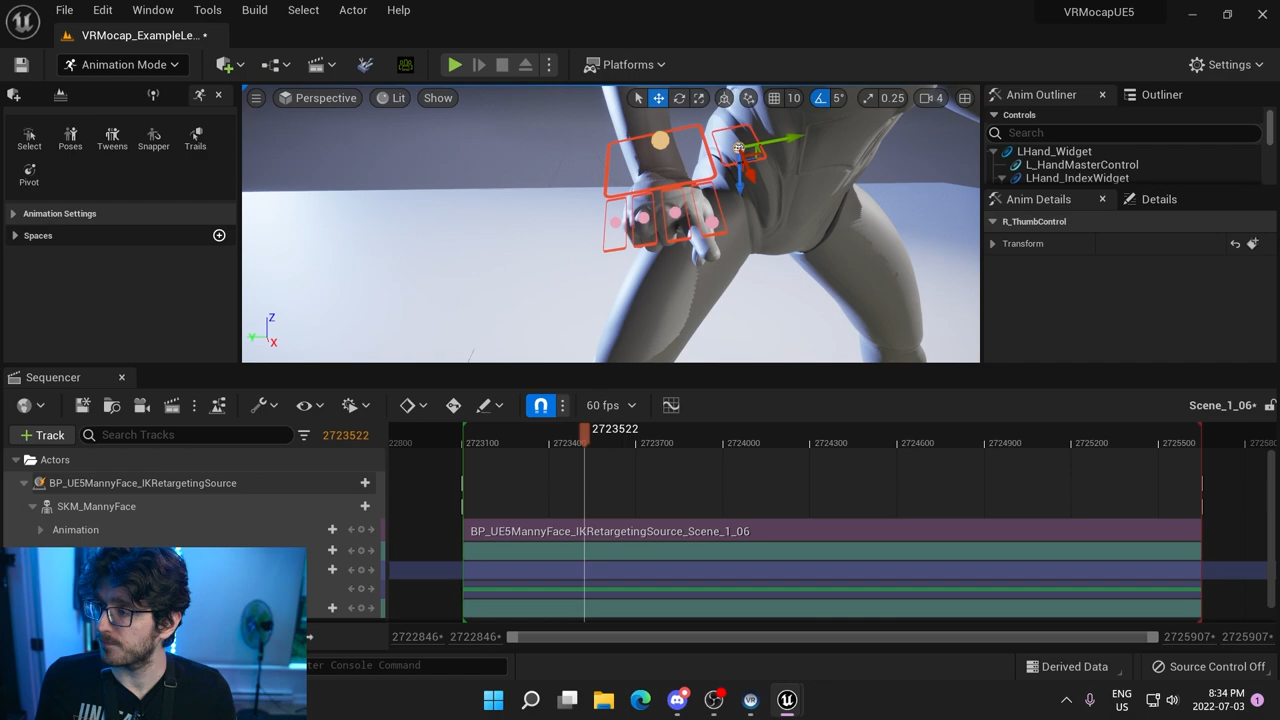 File Edit Window Tools Build Select Actor Help
VRMocapUE5
VRMocap_ExampleLe... •
Animation Mode
Platforms
Settings
Perspective
Lit
Show
10
5°
0.25
4
Anim Outliner
Outliner
Controls
Search
LHand_Widget
L_HandMasterControl
LHand_IndexWidget
Select
Poses
Tweens
Snapper
Trails
Pivot
Animation Settings
Spaces
Anim Details
Details
R_ThumbControl
Transform
Z
Y
X
Sequencer
60 fps
Scene_1_06*
+ Track
Search Tracks
2723522
2723522
22800
2723100
2723400
2723700
2724000
2724300
2724600
2724900
2725200
2725500
Actors
BP_UE5MannyFace_IKRetargetingSource
SKM_MannyFace
Animation
BP_UE5MannyFace_IKRetargetingSource_Scene_1_06
2722846*
2722846*
2725907*
2725907*
ter Console Command
Derived Data
Source Control Off
ENG
US
8:34 PM
2022-07-03
1